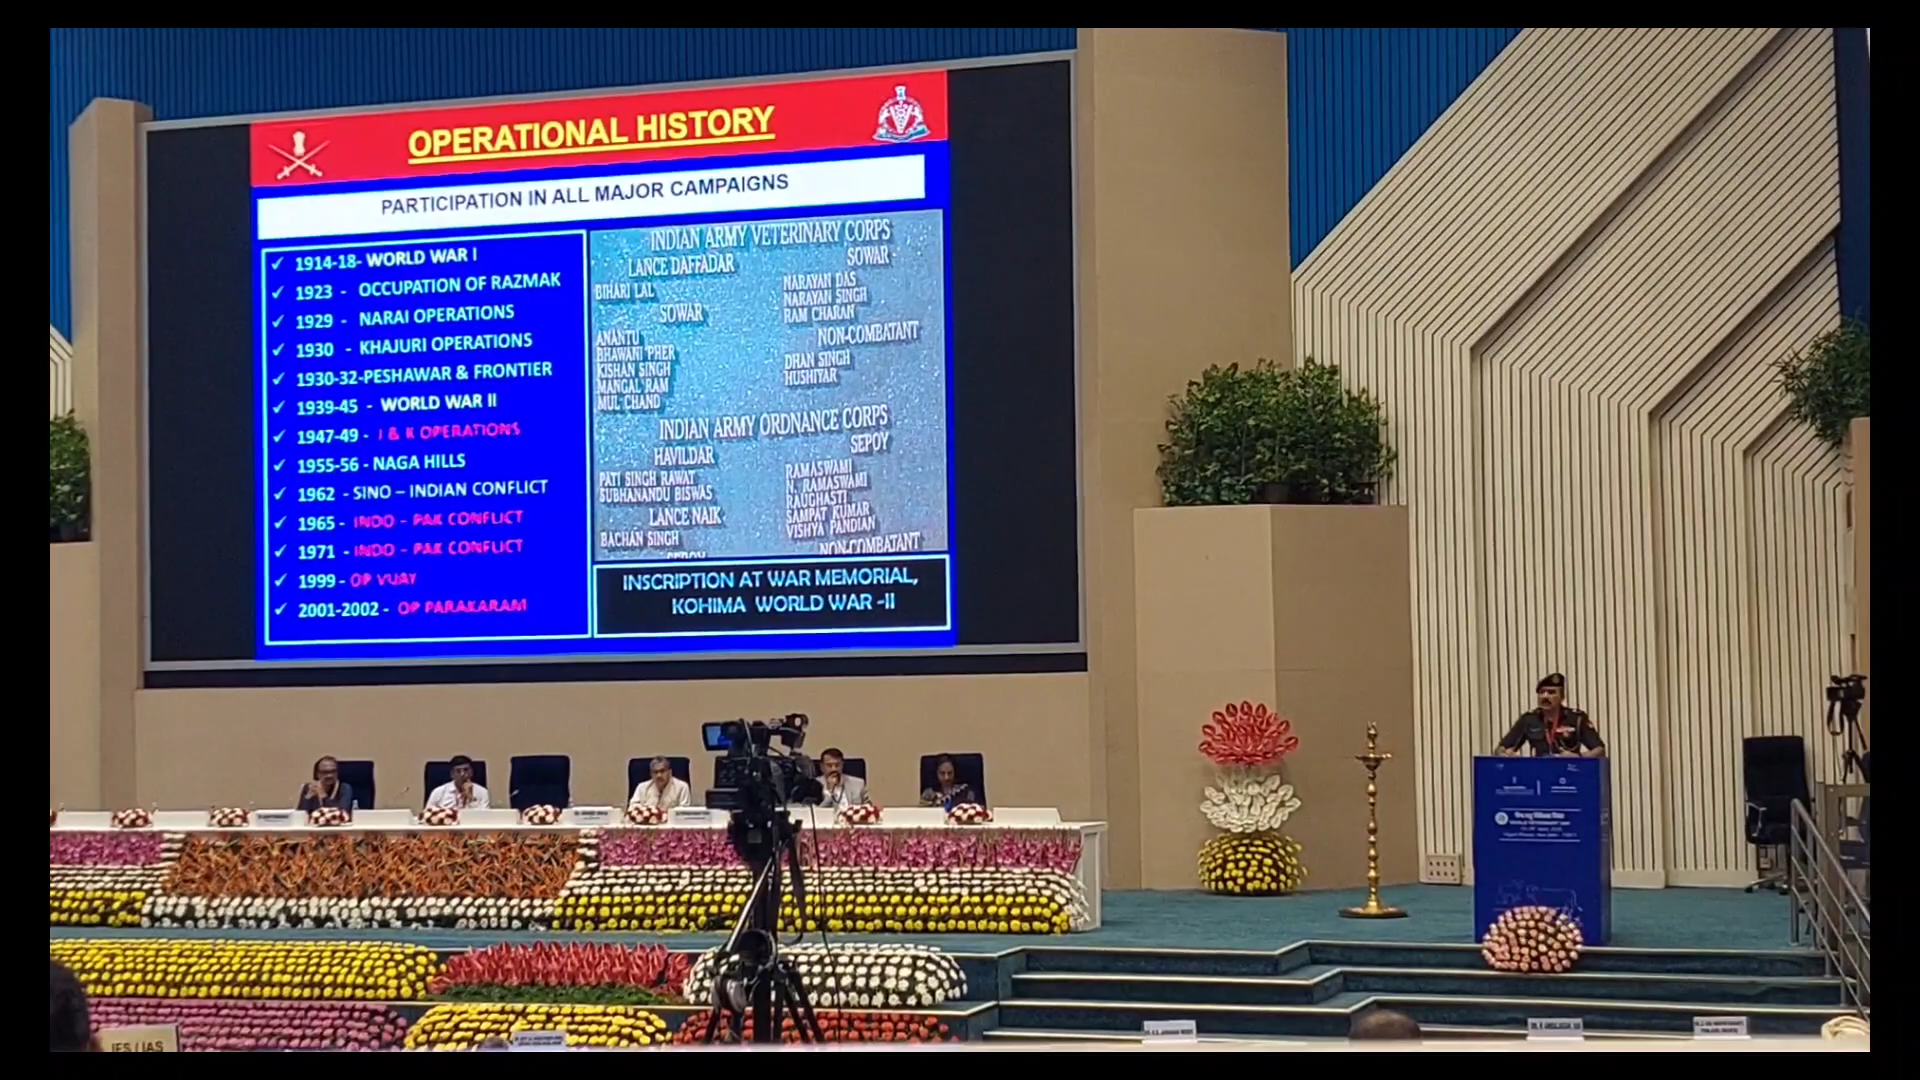 OPERATIONAL HISTORY
PARTICIPATION IN ALL MAJOR CAMPAIGNS
✓ 1914-18- WORLD WAR I
✓ 1923 - OCCUPATION OF RAZMAK
✓ 1929 - NARAI OPERATIONS
✓ 1930 - KHAJURI OPERATIONS
✓ 1930-32-PESHAWAR & FRONTIER
✓ 1939-45 - WORLD WAR II
✓ 1947-49 - J & K OPERATIONS
✓ 1955-56 - NAGA HILLS
✓ 1962 - SINO – INDIAN CONFLICT
✓ 1965 - INDO - PAK CONFLICT
✓ 1971 - INDO - PAK CONFLICT
✓ 1999 - OP VIJAY
✓ 2001-2002 - OP PARAKARAM
INDIAN ARMY VETERINARY CORPS
LANCE DAFFADAR
BIHARI LAL
SOWAR
ANANTU
BHAWANI PHER
KISHAN SINGH
MANGAL RAM
MUL CHAND
SOWAR
NARAYAN DAS
NARAYAN SINGH
RAM CHARAN
NON-COMBATANT
DHAN SINGH
HUSHIYAR
INDIAN ARMY ORDNANCE CORPS
HAVILDAR
PATI SINGH RAWAT
SUBHANANDU BISWAS
LANCE NAIK
BACHAN SINGH
SEPOY
SEPOY
RAMASWAMI
N. RAMASWAMI
RAUGHASTI
SAMPAT KUMAR
VISHYA PANDIAN
NON-COMBATANT
INSCRIPTION AT WAR MEMORIAL,
KOHIMA WORLD WAR -II
WORLD VETERINARY DAY
IFS / IAS